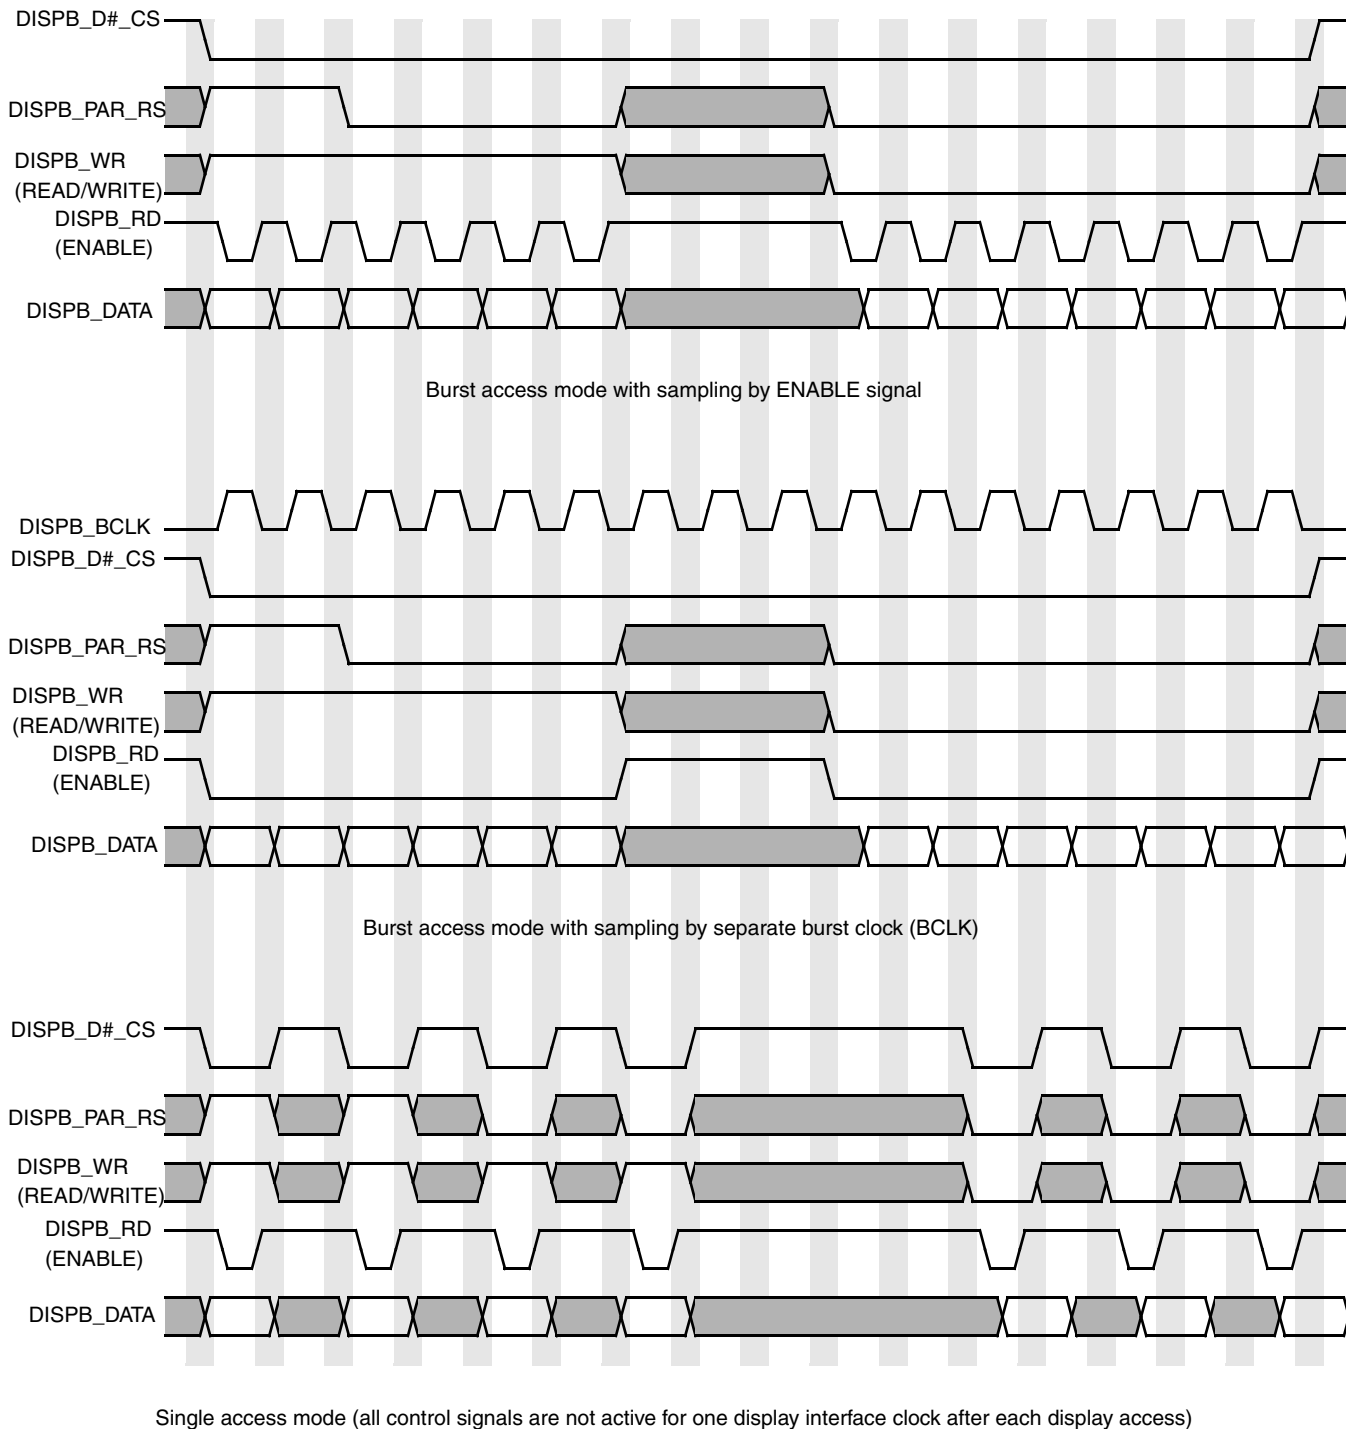 DISPB_D#_CS
DISPB_PAR_RS
DISPB_WR
(READ/WRITE)
DISPB_RD
(ENABLE)
DISPB_DATA
Burst access mode with sampling by ENABLE signal
DISPB_BCLK
DISPB_D#_CS
DISPB_PAR_RS
DISPB_WR
(READ/WRITE)
DISPB_RD
(ENABLE)
DISPB_DATA
Burst access mode with sampling by separate burst clock (BCLK)
DISPB_D#_CS
DISPB_PAR_RS
DISPB_WR
(READ/WRITE)
DISPB_RD
(ENABLE)
DISPB_DATA
Single access mode (all control signals are not active for one display interface clock after each display access)